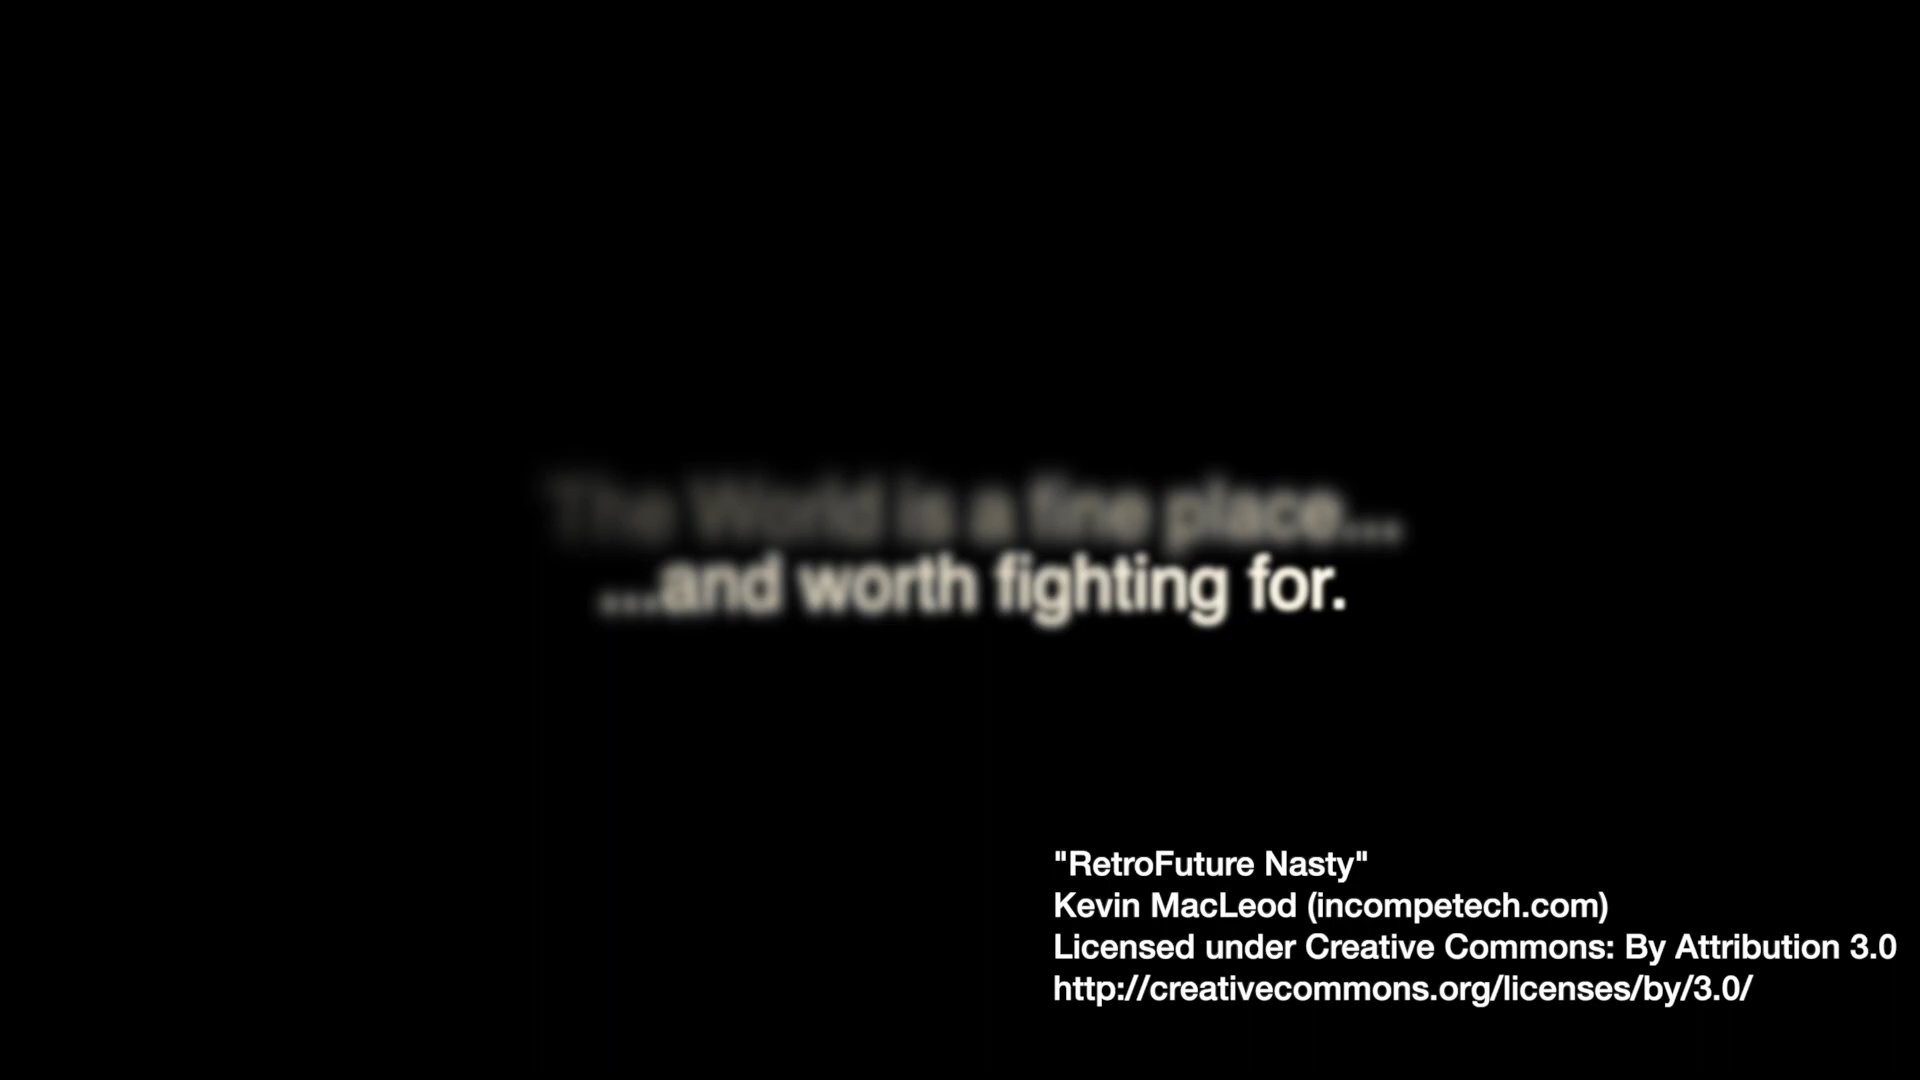 The World is a fine place...
...and worth fighting for.
"RetroFuture Nasty"
Kevin MacLeod (incompetech.com)
Licensed under Creative Commons: By Attribution 3.0
http://creativecommons.org/licenses/by/3.0/